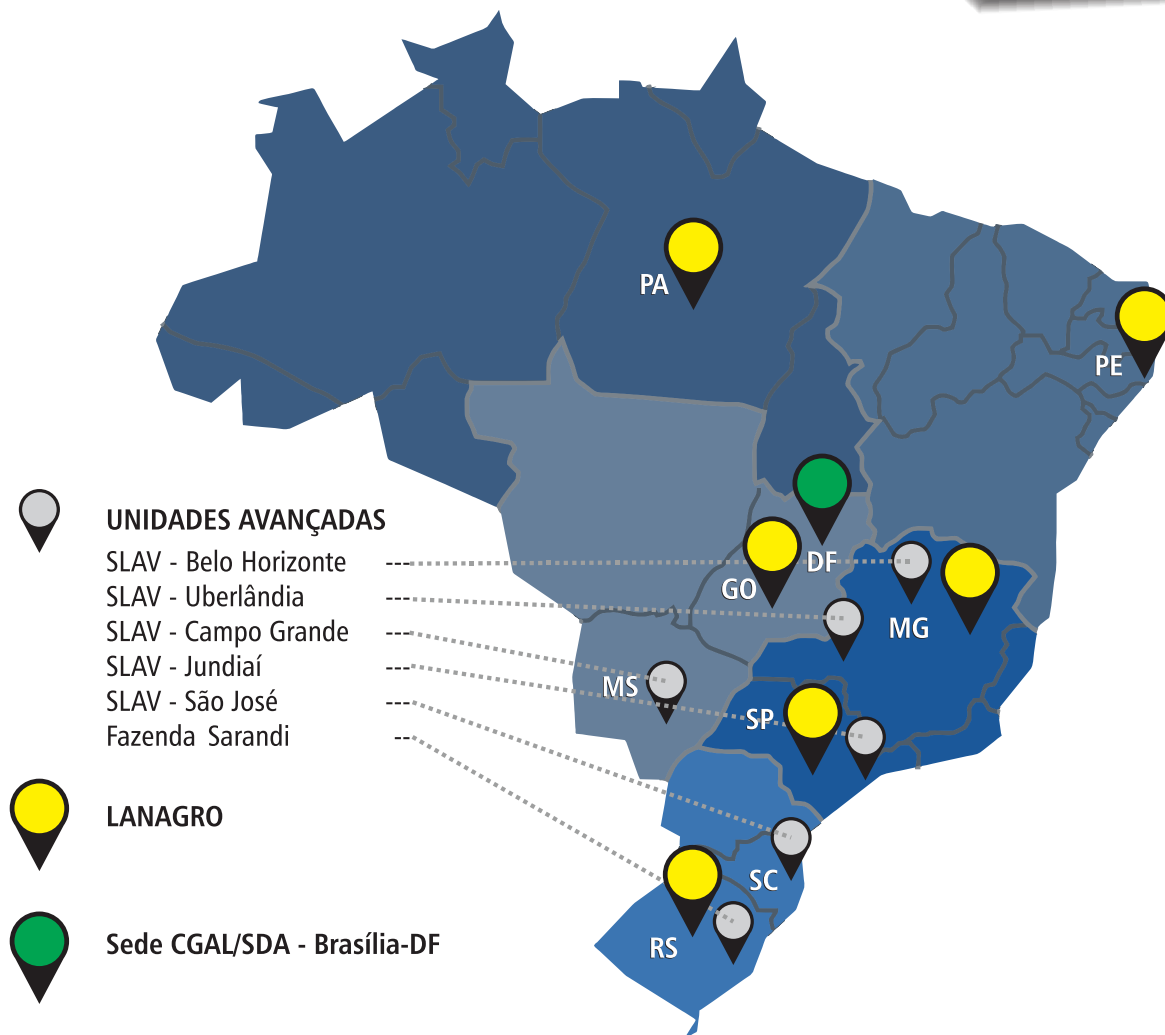 PA
PE
UNIDADES AVANÇADAS
SLAV - Belo Horizonte ---
SLAV - Uberlândia ---
SLAV - Campo Grande ---
SLAV - Jundiaí ---
SLAV - São José ---
Fazenda Sarandi --
DF
GO
MG
MS
SP
LANAGRO
SC
Sede CGAL/SDA - Brasília-DF
RS